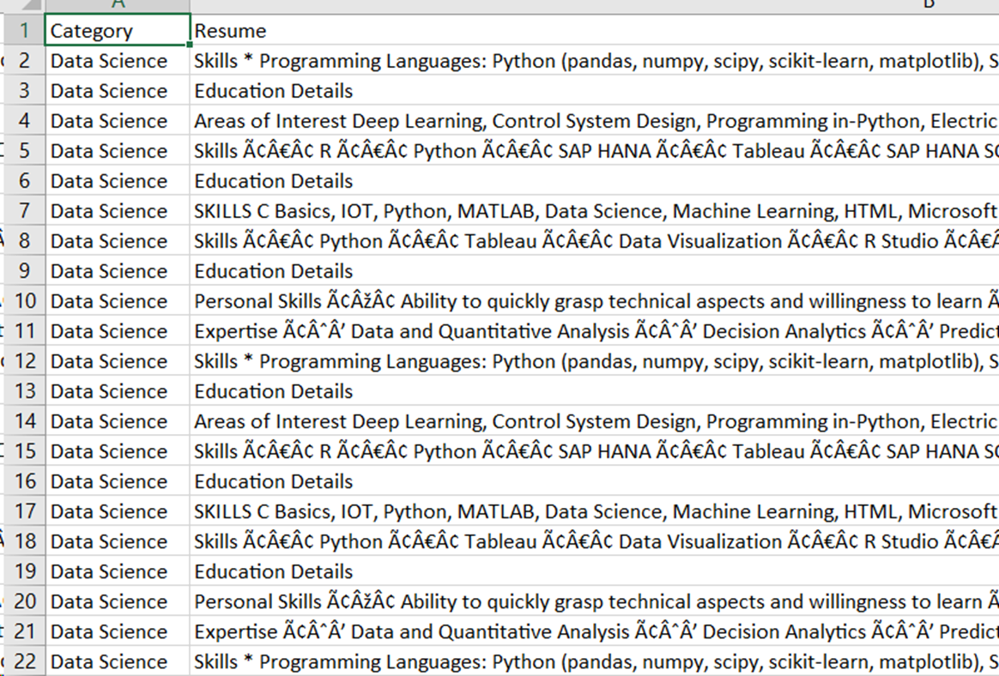 A B
1 Category Resume
2 Data Science Skills * Programming Languages: Python (pandas, numpy, scipy, scikit-learn, matplotlib), S
3 Data Science Education Details
4 Data Science Areas of Interest Deep Learning, Control System Design, Programming in-Python, Electric
5 Data Science Skills Ã¢Â€Â¢ R Ã¢Â€Â¢ Python Ã¢Â€Â¢ SAP HANA Ã¢Â€Â¢ Tableau Ã¢Â€Â¢ SAP HANA SQ
6 Data Science Education Details
7 Data Science SKILLS C Basics, IOT, Python, MATLAB, Data Science, Machine Learning, HTML, Microsoft
8 Data Science Skills Ã¢Â€Â¢ Python Ã¢Â€Â¢ Tableau Ã¢Â€Â¢ Data Visualization Ã¢Â€Â¢ R Studio Ã¢Â€Â
9 Data Science Education Details
10 Data Science Personal Skills Ã¢ÂžÂ¢ Ability to quickly grasp technical aspects and willingness to learn Ã
11 Data Science Expertise Ã¢ÂˆÂ’ Data and Quantitative Analysis Ã¢ÂˆÂ’ Decision Analytics Ã¢ÂˆÂ’ Predict
12 Data Science Skills * Programming Languages: Python (pandas, numpy, scipy, scikit-learn, matplotlib), S
13 Data Science Education Details
14 Data Science Areas of Interest Deep Learning, Control System Design, Programming in-Python, Electric
15 Data Science Skills Ã¢Â€Â¢ R Ã¢Â€Â¢ Python Ã¢Â€Â¢ SAP HANA Ã¢Â€Â¢ Tableau Ã¢Â€Â¢ SAP HANA SQ
16 Data Science Education Details
17 Data Science SKILLS C Basics, IOT, Python, MATLAB, Data Science, Machine Learning, HTML, Microsoft
18 Data Science Skills Ã¢Â€Â¢ Python Ã¢Â€Â¢ Tableau Ã¢Â€Â¢ Data Visualization Ã¢Â€Â¢ R Studio Ã¢Â€Â
19 Data Science Education Details
20 Data Science Personal Skills Ã¢ÂžÂ¢ Ability to quickly grasp technical aspects and willingness to learn Ã
21 Data Science Expertise Ã¢ÂˆÂ’ Data and Quantitative Analysis Ã¢ÂˆÂ’ Decision Analytics Ã¢ÂˆÂ’ Predict
22 Data Science Skills * Programming Languages: Python (pandas, numpy, scipy, scikit-learn, matplotlib), S